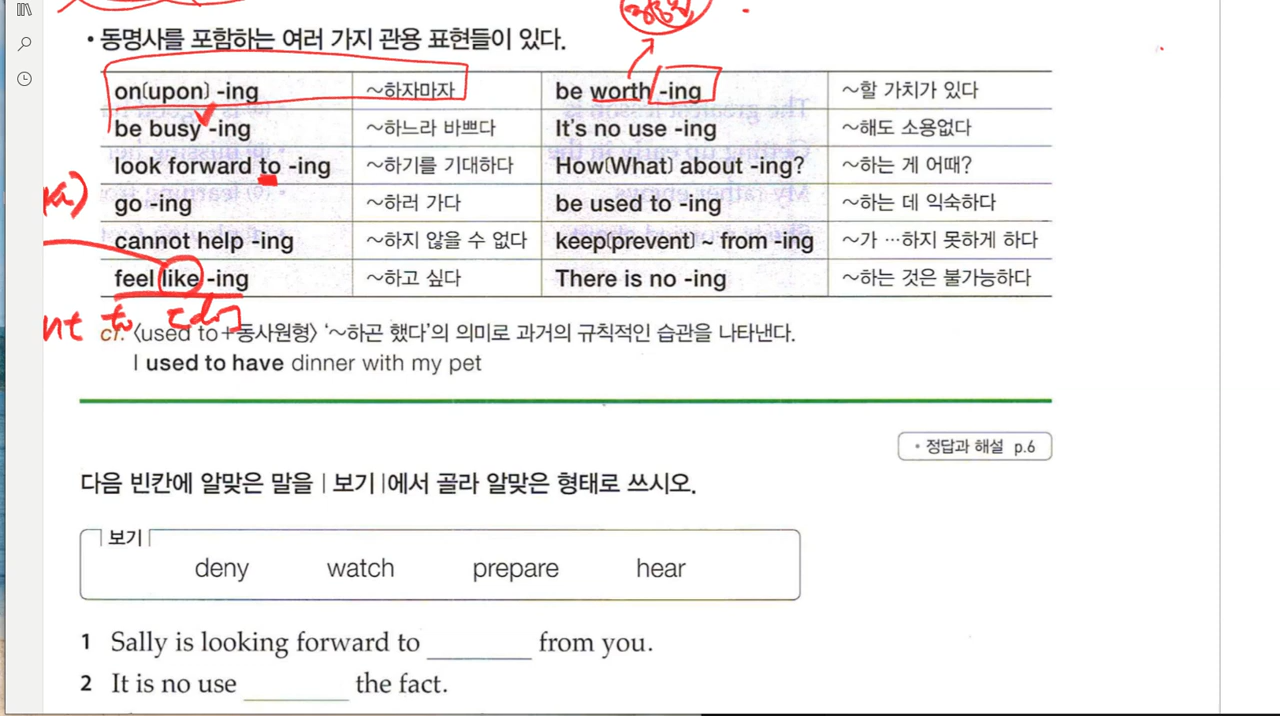 • 동명사를 포함하는 여러 가지 관용 표현들이 있다.
on(upon) -ing ~하자마자 be worth -ing ~할 가치가 있다
be busy -ing ~하느라 바쁘다 It's no use -ing ~해도 소용없다
look forward to -ing ~하기를 기대하다 How(What) about -ing? ~하는 게 어때?
go -ing ~하러 가다 be used to -ing ~하는 데 익숙하다
cannot help -ing ~하지 않을 수 없다 keep(prevent) ~ from -ing ~가 …하지 못하게 하다
feel like -ing ~하고 싶다 There is no -ing ~하는 것은 불가능하다
nt to
cf. 〈used to+동사원형〉 '~하곤 했다'의 의미로 과거의 규칙적인 습관을 나타낸다.
I used to have dinner with my pet
• 정답과 해설 p.6
다음 빈칸에 알맞은 말을 | 보기 |에서 골라 알맞은 형태로 쓰시오.
보기
deny watch prepare hear
1 Sally is looking forward to ________ from you.
2 It is no use ________ the fact.